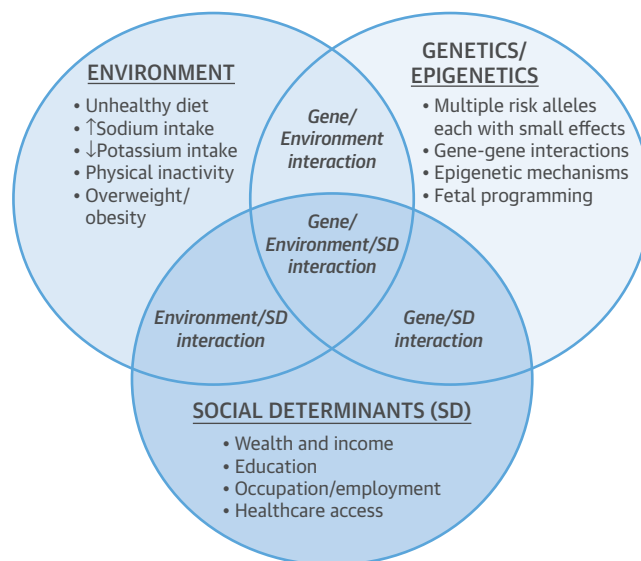 ENVIRONMENT
• Unhealthy diet
• ↑Sodium intake
• ↓Potassium intake
• Physical inactivity
• Overweight/
obesity
Gene/
Environment
interaction
GENETICS/
EPIGENETICS
• Multiple risk alleles
each with small effects
• Gene-gene interactions
• Epigenetic mechanisms
• Fetal programming
Gene/
Environment/SD
interaction
Environment/SD
interaction
Gene/SD
interaction
SOCIAL DETERMINANTS (SD)
• Wealth and income
• Education
• Occupation/employment
• Healthcare access